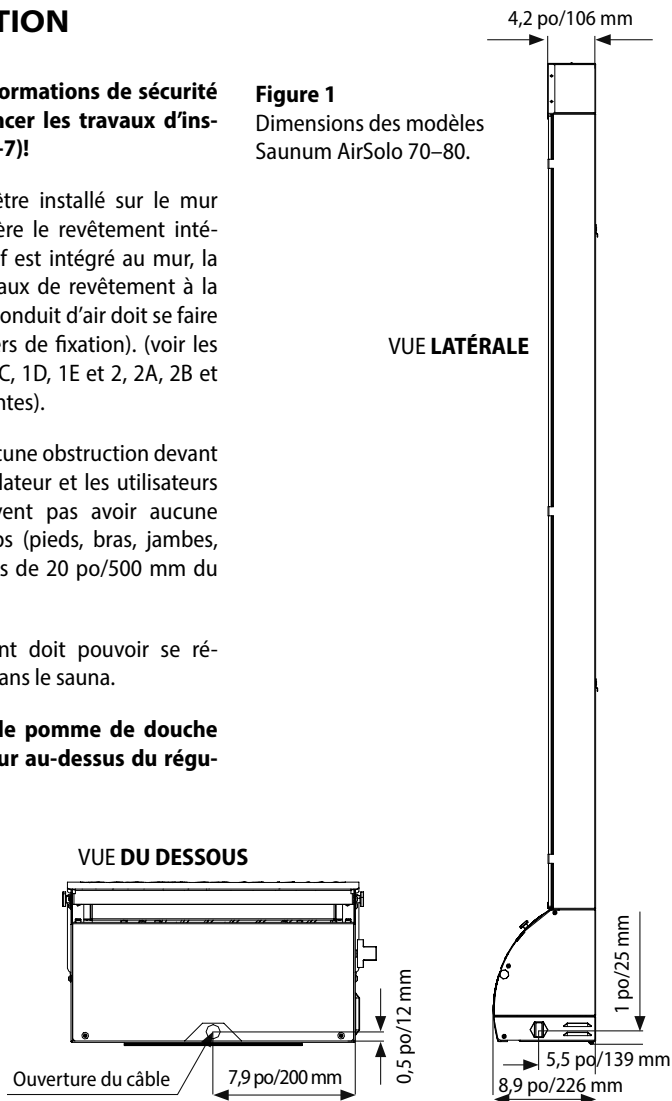 TION
ormations de sécurité
ncer les travaux d'ins-
-7)!
être installé sur le mur
ère le revêtement inté-
f est intégré au mur, la
aux de revêtement à la
onduit d'air doit se faire
ers de fixation). (voir les
C, 1D, 1E et 2, 2A, 2B et
ntes).
cune obstruction devant
lateur et les utilisateurs
vent pas avoir aucune
ps (pieds, bras, jambes,
s de 20 po/500 mm du
nt doit pouvoir se ré-
ans le sauna.
le pomme de douche
ur au-dessus du régu-
Figure 1
Dimensions des modèles
Saunum AirSolo 70–80.
4,2 po/106 mm
VUE LATÉRALE
1 po/25 mm
5,5 po/139 mm
8,9 po/226 mm
VUE DU DESSOUS
0,5 po/12 mm
Ouverture du câble
7,9 po/200 mm